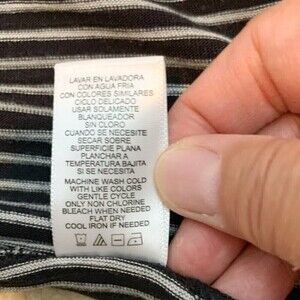 LAVAR EN LAVADORA
CON AGUA FRIA
CON COLORES SIMILARES
CICLO DELICADO
USAR SOLAMENTE
BLANQUEADOR
SIN CLORO
CUANDO SE NECESITE
SECAR SOBRE
SUPERFICIE PLANA
PLANCHAR A
TEMPERATURA BAJITA
SI SE NECESITA
MACHINE WASH COLD
WITH LIKE COLORS
GENTLE CYCLE
ONLY NON CHLORINE
BLEACH WHEN NEEDED
FLAT DRY
COOL IRON IF NEEDED